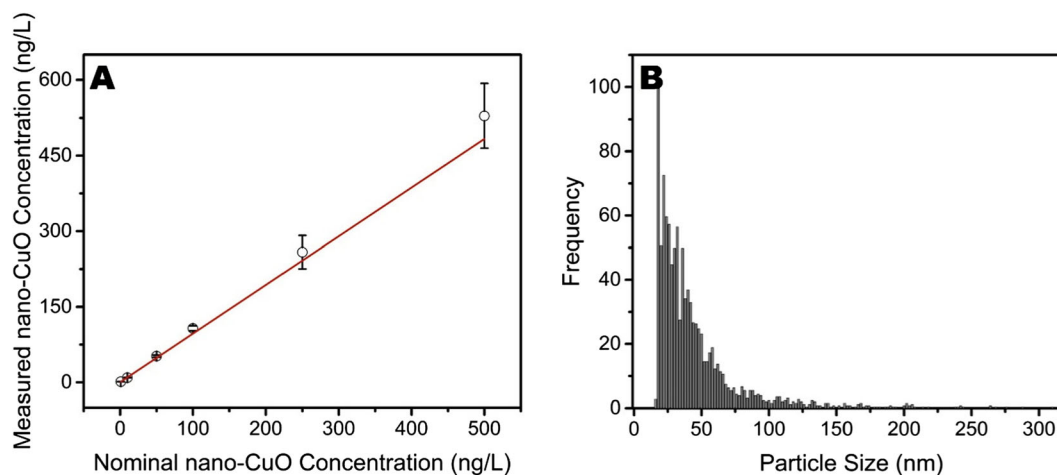 A
Measured nano-CuO Concentration (ng/L)
600
450
300
150
0
0 100 200 300 400 500
Nominal nano-CuO Concentration (ng/L)
B
Frequency
100
80
60
40
20
0
0 50 100 150 200 250 300
Particle Size (nm)